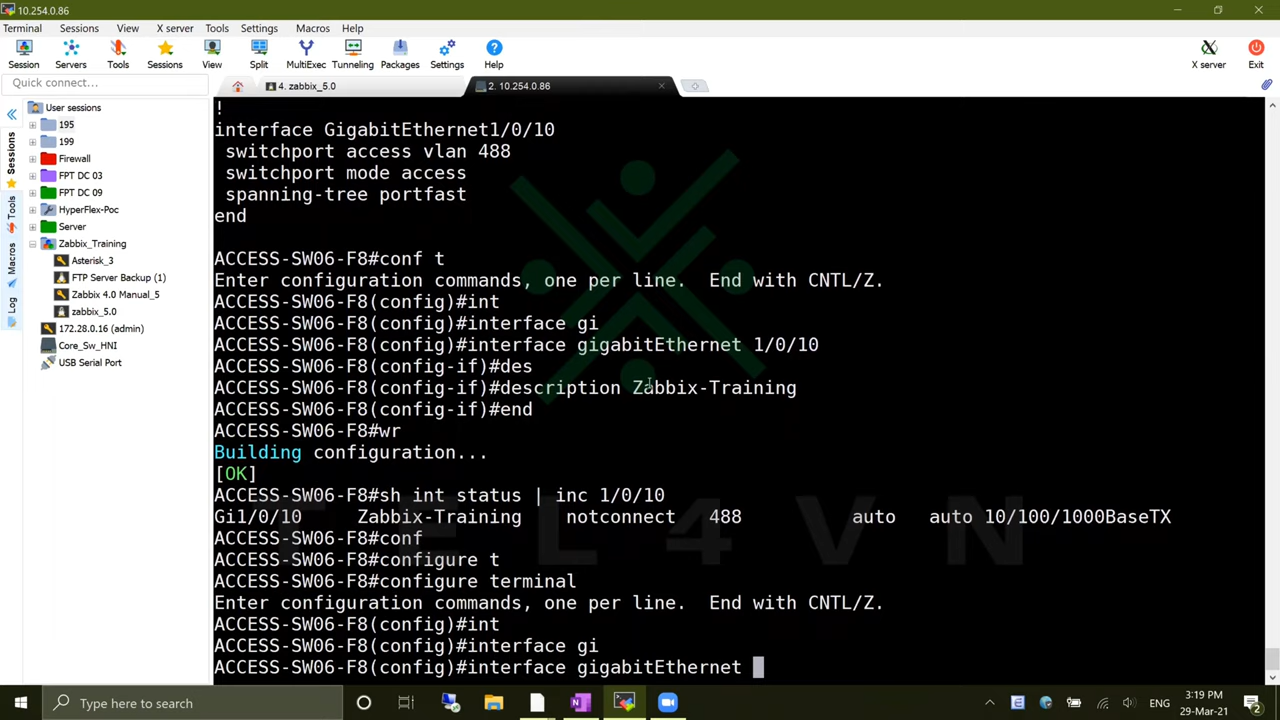 10.254.0.86
Terminal Sessions View X server Tools Settings Macros Help
Session Servers Tools Sessions View Split MultiExec Tunneling Packages Settings Help X server Exit
Quick connect...
4. zabbix_5.0
2. 10.254.0.86
Sessions
Tools
Macros
Log
User sessions
195
199
Firewall
FPT DC 03
FPT DC 09
HyperFlex-Poc
Server
Zabbix_Training
Asterisk_3
FTP Server Backup (1)
Zabbix 4.0 Manual_5
zabbix_5.0
172.28.0.16 (admin)
Core_Sw_HNI
USB Serial Port
!
interface GigabitEthernet1/0/10
switchport access vlan 488
switchport mode access
spanning-tree portfast
end
ACCESS-SW06-F8#conf t
Enter configuration commands, one per line. End with CNTL/Z.
ACCESS-SW06-F8(config)#int
ACCESS-SW06-F8(config)#interface gi
ACCESS-SW06-F8(config)#interface gigabitEthernet 1/0/10
ACCESS-SW06-F8(config-if)#des
ACCESS-SW06-F8(config-if)#description Zabbix-Training
ACCESS-SW06-F8(config-if)#end
ACCESS-SW06-F8#wr
Building configuration...
[OK]
ACCESS-SW06-F8#sh int status | inc 1/0/10
Gi1/0/10 Zabbix-Training notconnect 488 auto auto 10/100/1000BaseTX
ACCESS-SW06-F8#conf
ACCESS-SW06-F8#configure t
ACCESS-SW06-F8#configure terminal
Enter configuration commands, one per line. End with CNTL/Z.
ACCESS-SW06-F8(config)#int
ACCESS-SW06-F8(config)#interface gi
ACCESS-SW06-F8(config)#interface gigabitEthernet
TEL4VN
Type here to search
ENG
3:19 PM
29-Mar-21
2